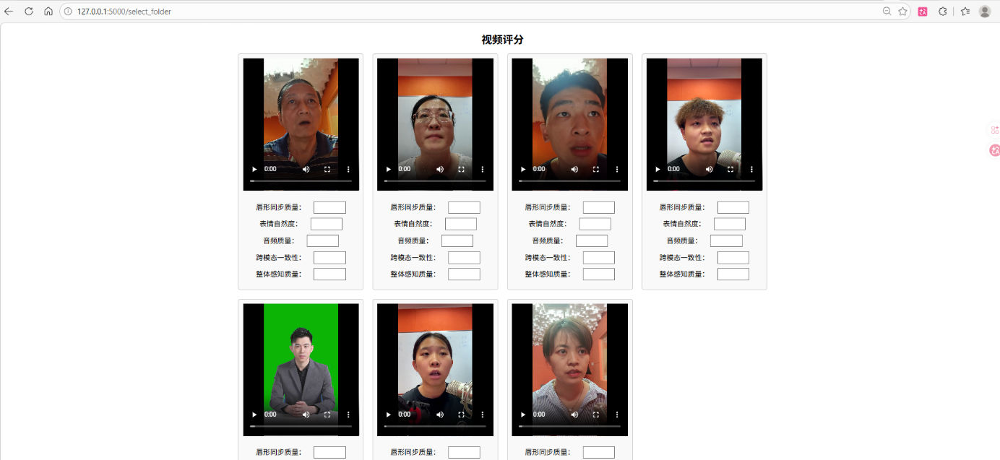 127.0.0.1:5000/select_folder
视频评分
0:00 0:00 0:00 0:00
唇形同步质量： 唇形同步质量： 唇形同步质量： 唇形同步质量：
表情自然度： 表情自然度： 表情自然度： 表情自然度：
音频质量： 音频质量： 音频质量： 音频质量：
跨模态一致性： 跨模态一致性： 跨模态一致性： 跨模态一致性：
整体感知质量： 整体感知质量： 整体感知质量： 整体感知质量：
0:00 0:00 0:00
唇形同步质量： 唇形同步质量： 唇形同步质量：